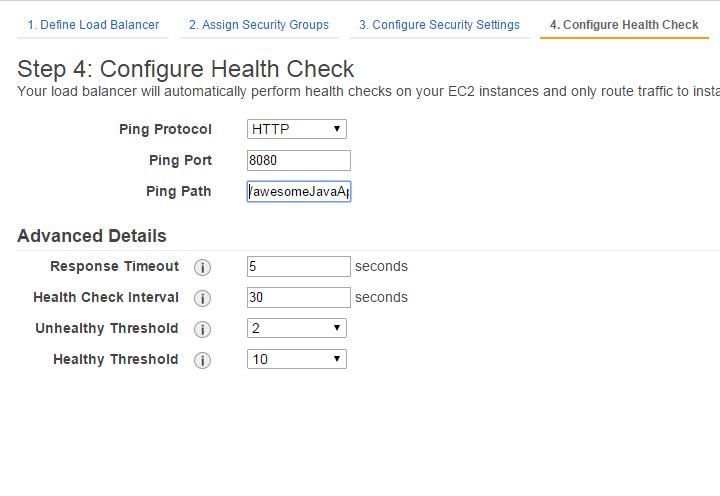 1. Define Load Balancer 2. Assign Security Groups 3. Configure Security Settings 4. Configure Health Check
Step 4: Configure Health Check
Your load balancer will automatically perform health checks on your EC2 instances and only route traffic to insta
Ping Protocol HTTP
Ping Port 8080
Ping Path /awesomeJavaAp
Advanced Details
Response Timeout i 5 seconds
Health Check Interval i 30 seconds
Unhealthy Threshold i 2
Healthy Threshold i 10